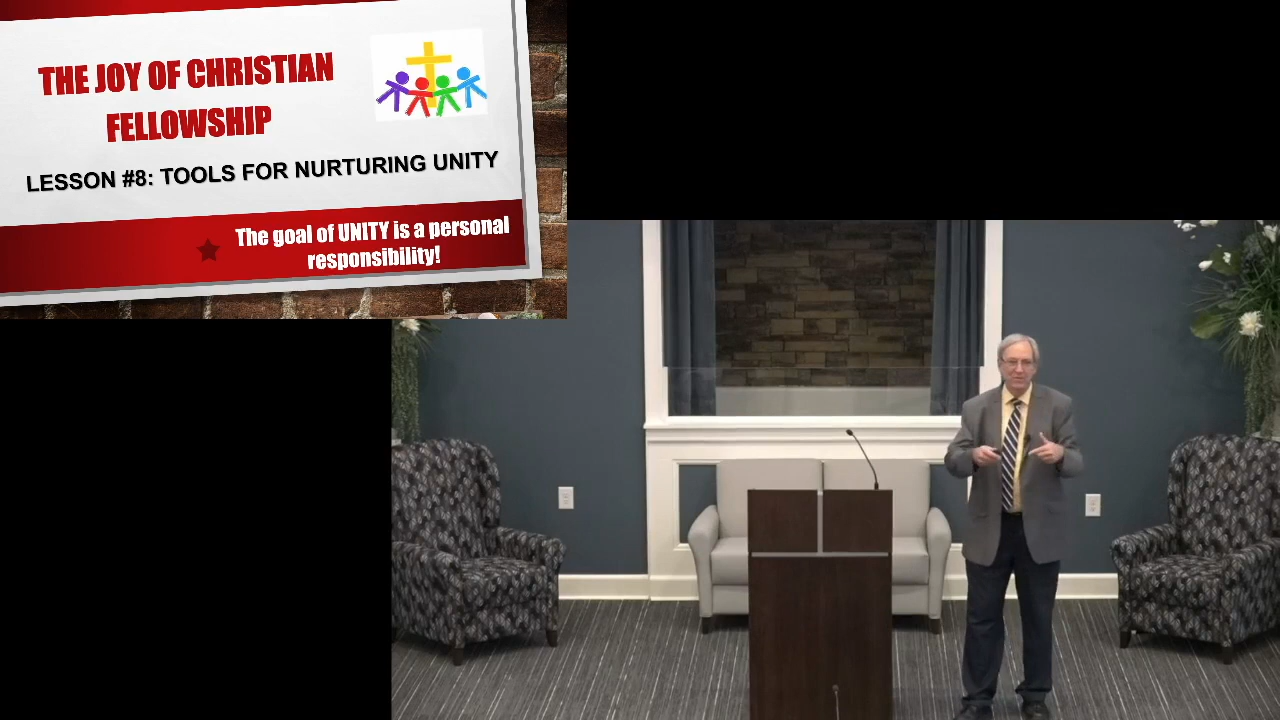 THE JOY OF CHRISTIAN
FELLOWSHIP
LESSON #8: TOOLS FOR NURTURING UNITY
The goal of UNITY is a personal
responsibility!